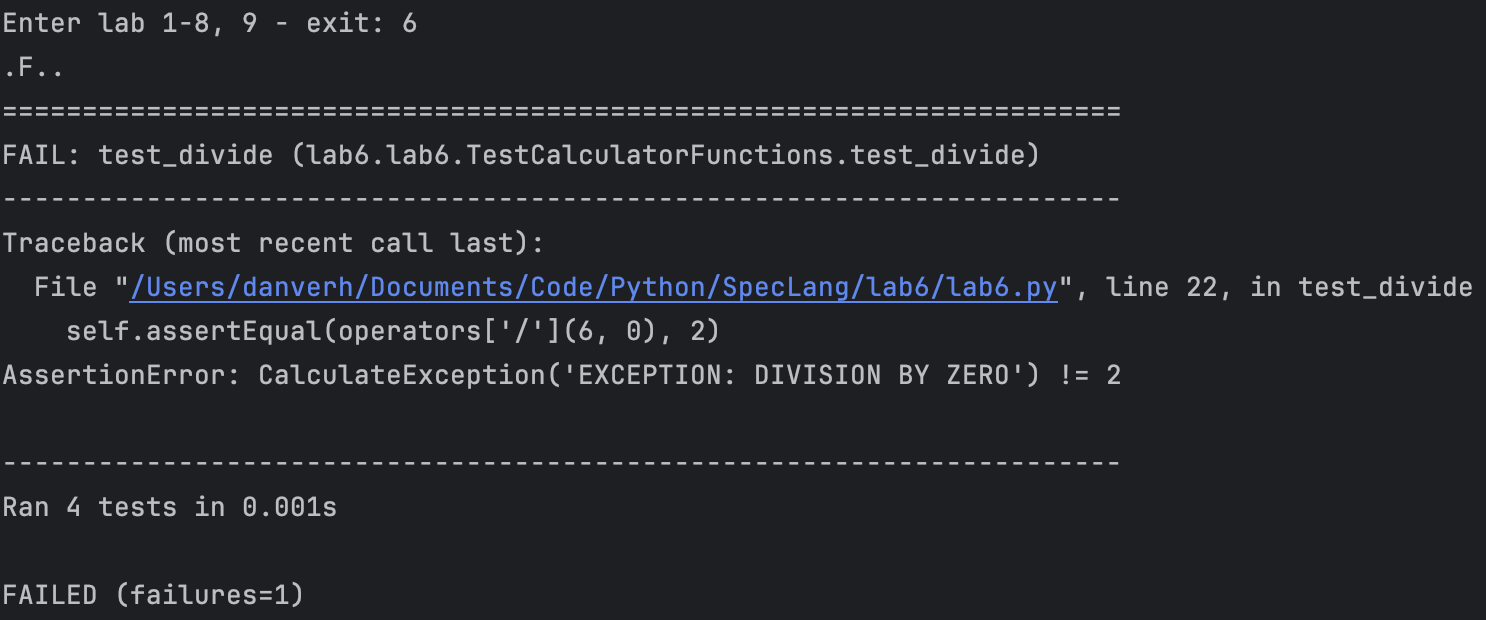 Enter lab 1-8, 9 - exit: 6
.F..
======================================================================
FAIL: test_divide (lab6.lab6.TestCalculatorFunctions.test_divide)
----------------------------------------------------------------------
Traceback (most recent call last):
  File "/Users/danverh/Documents/Code/Python/SpecLang/lab6/lab6.py", line 22, in test_divide
    self.assertEqual(operators['/'](6, 0), 2)
AssertionError: CalculateException('EXCEPTION: DIVISION BY ZERO') != 2

----------------------------------------------------------------------
Ran 4 tests in 0.001s

FAILED (failures=1)